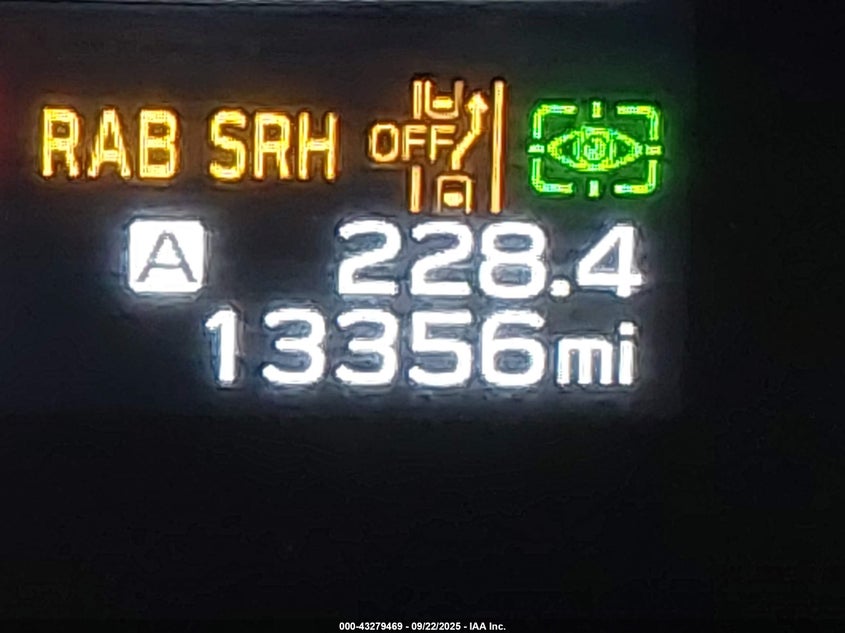 RAB SRH OFF
A 228.4
13356mi
000-43279469 - 09/22/2025 - IAA Inc.